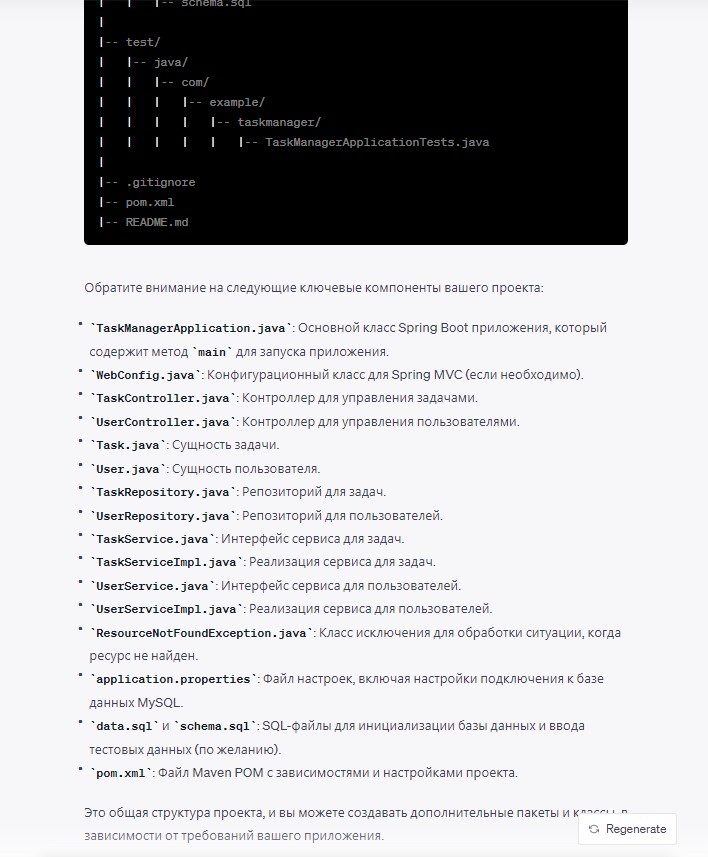 |   |   |-- schema.sql
|
|-- test/
|   |-- java/
|   |   |-- com/
|   |   |   |-- example/
|   |   |   |   |-- taskmanager/
|   |   |   |   |   |-- TaskManagerApplicationTests.java
|
|-- .gitignore
|-- pom.xml
|-- README.md
Обратите внимание на следующие ключевые компоненты вашего проекта:
• `TaskManagerApplication.java`: Основной класс Spring Boot приложения, который
содержит метод `main` для запуска приложения.
• `WebConfig.java`: Конфигурационный класс для Spring MVC (если необходимо).
• `TaskController.java`: Контроллер для управления задачами.
• `UserController.java`: Контроллер для управления пользователями.
• `Task.java`: Сущность задачи.
• `User.java`: Сущность пользователя.
• `TaskRepository.java`: Репозиторий для задач.
• `UserRepository.java`: Репозиторий для пользователей.
• `TaskService.java`: Интерфейс сервиса для задач.
• `TaskServiceImpl.java`: Реализация сервиса для задач.
• `UserService.java`: Интерфейс сервиса для пользователей.
• `UserServiceImpl.java`: Реализация сервиса для пользователей.
• `ResourceNotFoundException.java`: Класс исключения для обработки ситуации, когда
ресурс не найден.
• `application.properties`: Файл настроек, включая настройки подключения к базе
данных MySQL.
• `data.sql` и `schema.sql`: SQL-файлы для инициализации базы данных и ввода
тестовых данных (по желанию).
• `pom.xml`: Файл Maven POM с зависимостями и настройками проекта.
Это общая структура проекта, и вы можете создавать дополнительные пакеты и классы в
зависимости от требований вашего приложения.
Regenerate